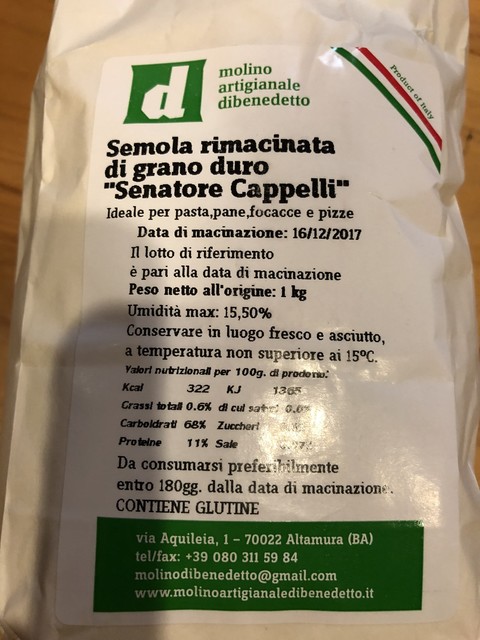 d
molino
artigianale
dibenedetto
Product of Italy
Semola rimacinata
di grano duro
"Senatore Cappelli"
Ideale per pasta,pane,focacce e pizze
Data di macinazione: 16/12/2017
Il lotto di riferimento
è pari alla data di macinazione
Peso netto all'origine: 1 kg
Umidità max: 15,50%
Conservare in luogo fresco e asciutto,
a temperatura non superiore ai 15°C.
Valori nutrizionali per 100g. di prodotto:
Kcal 322 KJ 1365
Grassi totali 0.6% di cui saturi
Carboidrati 68% Zuccheri
Proteine 11% Sale
Da consumarsi preferibilmente
entro 180gg. dalla data di macinazione.
CONTIENE GLUTINE
via Aquileia, 1 – 70022 Altamura (BA)
tel/fax: +39 080 311 59 84
molinodibenedetto@gmail.com
www.molinoartigianaledibenedetto.it